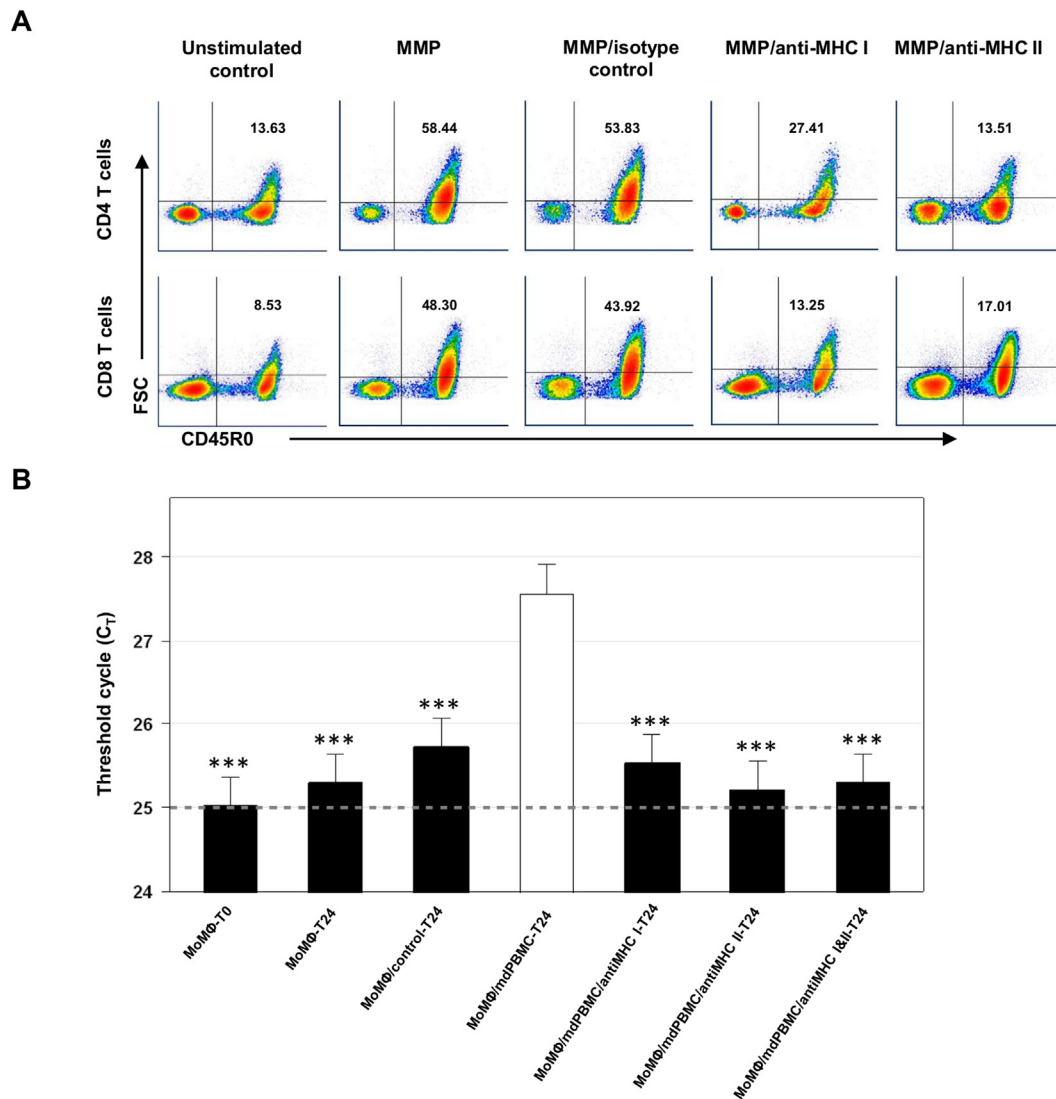 A
Unstimulated
control
MMP
MMP/isotype
control
MMP/anti-MHC I
MMP/anti-MHC II
CD4 T cells
13.63
58.44
53.83
27.41
13.51
CD8 T cells
8.53
48.30
43.92
13.25
17.01
FSC
CD45R0
B
Threshold cycle (CT)
28
27
26
25
24
***
***
***
***
***
***
MoMΦ-T0
MoMΦ-T24
MoMΦ/control-T24
MoMΦ/mdPBMC-T24
MoMΦ/mdPBMC/antiMHC I-T24
MoMΦ/mdPBMC/antiMHC II-T24
MoMΦ/mdPBMC/antiMHC I&II-T24